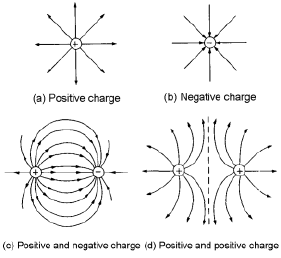 (a) Positive charge
(b) Negative charge
(c) Positive and negative charge
(d) Positive and positive charge